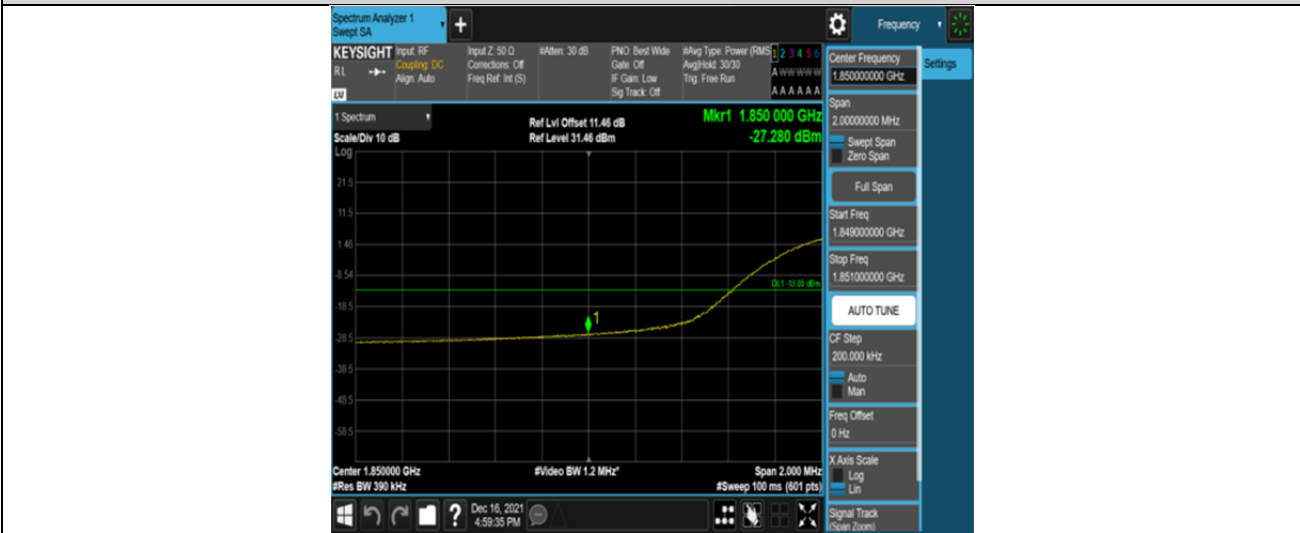 Spectrum Analyzer 1
Swept SA
Frequency
KEYSIGHT
Input: RF
Coupling: DC
Align: Auto
Input Z: 50 Ω
Corrections: Off
Freq Ref: Int (S)
#Atten: 30 dB
PNO: Best Wide
Gate: Off
IF Gain: Low
Sig Track: Off
#Avg Type: Power (RMS
Avg|Hold: 30/30
Trig: Free Run
1 2 3 4 5 6
A W W W W W
A A A A A A
1 Spectrum
Scale/Div 10 dB
Log
Ref Lvl Offset 11.46 dB
Ref Level 31.46 dBm
Mkr1 1.850 000 GHz
-27.280 dBm
21.5
11.5
1.46
-8.54
-18.5
-28.5
-38.5
-48.5
-58.5
DL1 -13.00 dBm
1
Center 1.850000 GHz
#Res BW 390 kHz
#Video BW 1.2 MHz*
Span 2.000 MHz
#Sweep 100 ms (601 pts)
Dec 16, 2021
4:59:35 PM
Center Frequency
1.850000000 GHz
Settings
Span
2.00000000 MHz
Swept Span
Zero Span
Full Span
Start Freq
1.849000000 GHz
Stop Freq
1.851000000 GHz
AUTO TUNE
CF Step
200.000 kHz
Auto
Man
Freq Offset
0 Hz
X Axis Scale
Log
Lin
Signal Track
(Span Zoom)